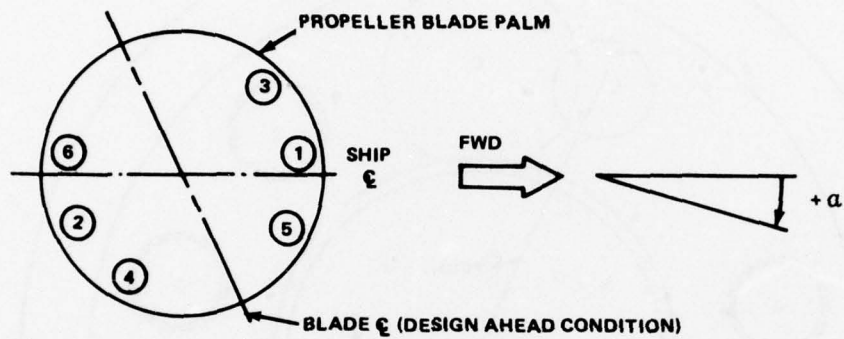 PROPELLER BLADE PALM
3
6
1
SHIP
℄
FWD
+ α
2
5
4
BLADE ℄ (DESIGN AHEAD CONDITION)